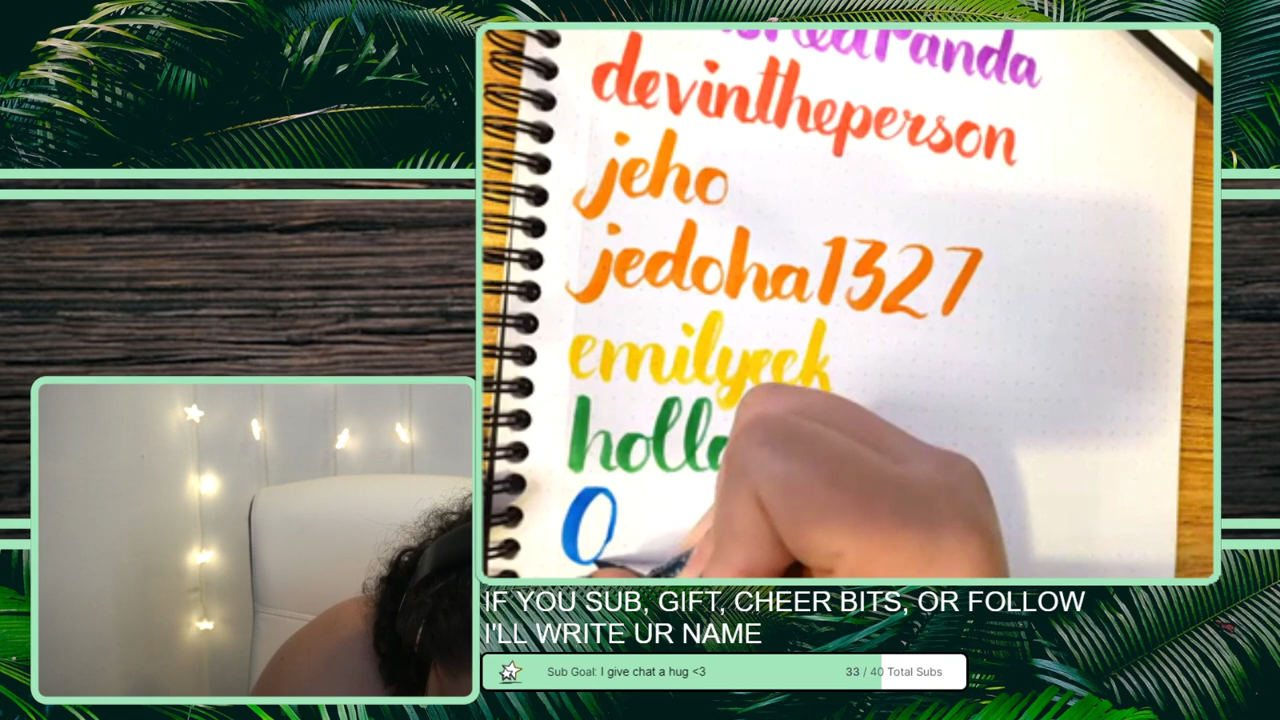 devintheperson
jeho
jedoha1327
emilyeek
IF YOU SUB, GIFT, CHEER BITS, OR FOLLOW
I'LL WRITE UR NAME
Sub Goal: I give chat a hug <3 33 / 40 Total Subs